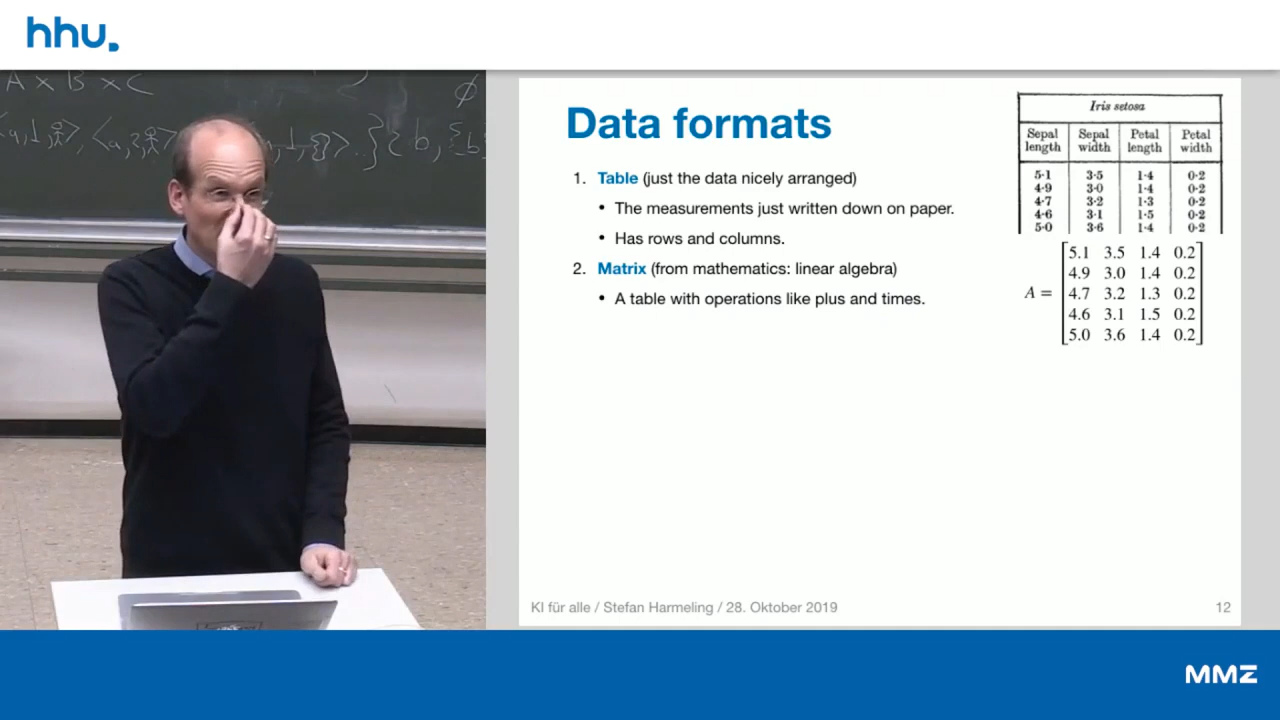 hhu.
A x B x C
Data formats
1. Table (just the data nicely arranged)
• The measurements just written down on paper.
• Has rows and columns.
2. Matrix (from mathematics: linear algebra)
• A table with operations like plus and times.
Iris setosa
Sepal length Sepal width Petal length Petal width
5·1 3·5 1·4 0·2
4·9 3·0 1·4 0·2
4·7 3·2 1·3 0·2
4·6 3·1 1·5 0·2
5·0 3·6 1·4 0·2
5.1 3.5 1.4 0.2
4.9 3.0 1.4 0.2
A = 4.7 3.2 1.3 0.2
4.6 3.1 1.5 0.2
5.0 3.6 1.4 0.2
KI für alle / Stefan Harmeling / 28. Oktober 2019 12
MMZ